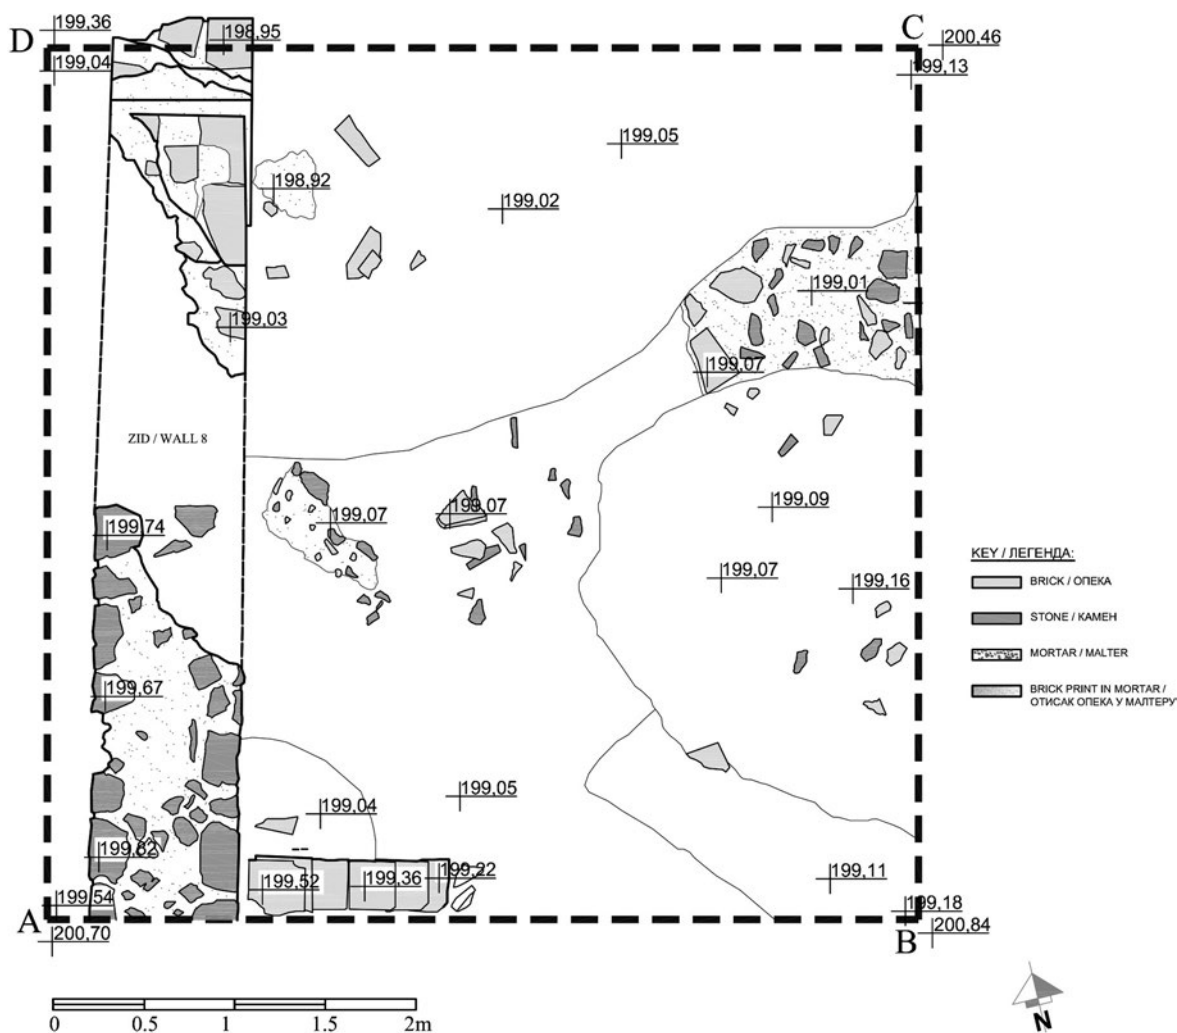 D
199,36
198,95
C
200,46
199,04
199,13
199,05
198,92
199,02
199,01
199,03
199,07
ZID / WALL 8
199,74
199,07
199,07
199,09
199,07
199,16
KEY / ЛЕГЕНДА:
BRICK / ОПЕКА
STONE / КАМЕН
MORTAR / MALTER
BRICK PRINT IN MORTAR /
ОТИСАК ОПЕКА У МАЛТЕРУ
199,67
199,05
199,04
199,82
199,52
199,36
199,22
199,11
199,54
199,18
A
200,70
B
200,84
N
0 0.5 1 1.5 2m